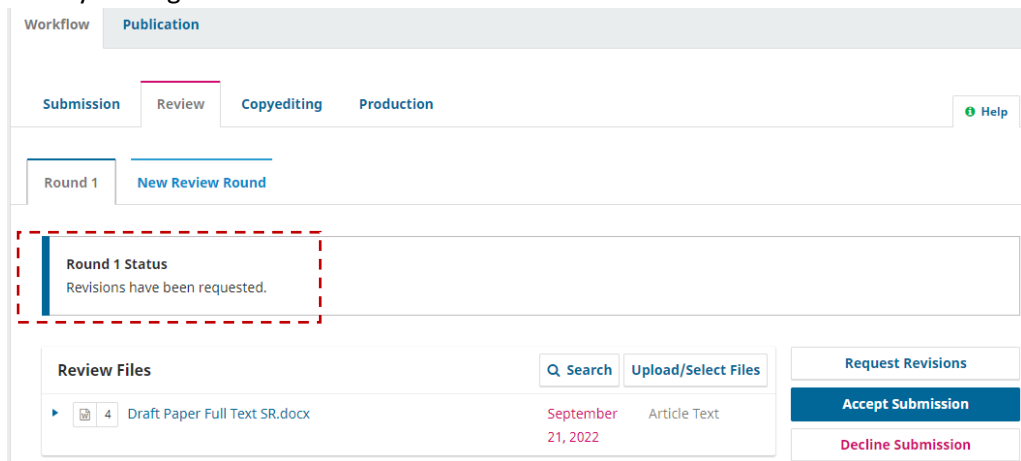 Workflow Publication
Submission Review Copyediting Production
Help
Round 1 New Review Round
Round 1 Status
Revisions have been requested.
Review Files Search Upload/Select Files
4 Draft Paper Full Text SR.docx September 21, 2022 Article Text
Request Revisions
Accept Submission
Decline Submission